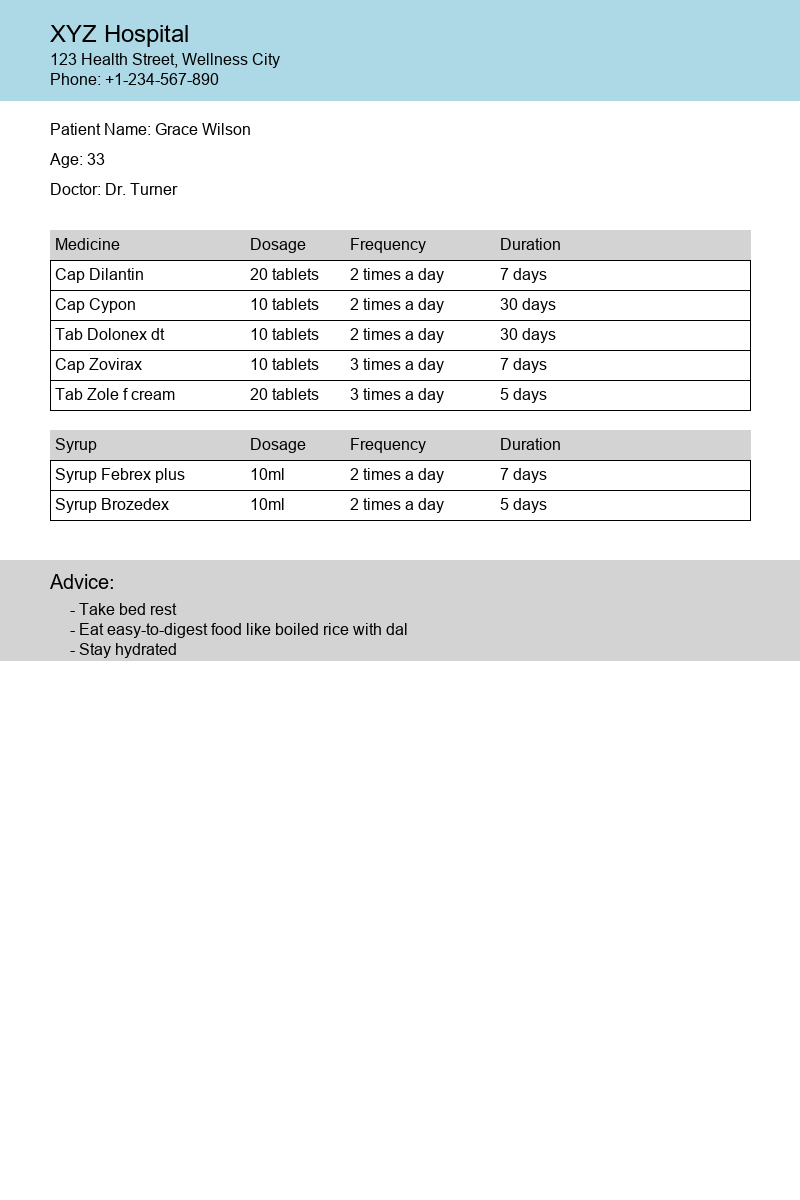 XYZ Hospital
123 Health Street, Wellness City
Phone: +1-234-567-890
Patient Name: Grace Wilson
Age: 33
Doctor: Dr. Turner
Medicine Dosage Frequency Duration
Cap Dilantin 20 tablets 2 times a day 7 days
Cap Cypon 10 tablets 2 times a day 30 days
Tab Dolonex dt 10 tablets 2 times a day 30 days
Cap Zovirax 10 tablets 3 times a day 7 days
Tab Zole f cream 20 tablets 3 times a day 5 days
Syrup Dosage Frequency Duration
Syrup Febrex plus 10ml 2 times a day 7 days
Syrup Brozedex 10ml 2 times a day 5 days
Advice:
- Take bed rest
- Eat easy-to-digest food like boiled rice with dal
- Stay hydrated